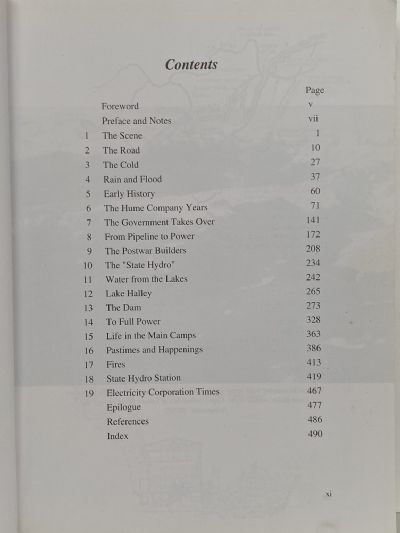 Contents
Page
Foreword v
Preface and Notes vii
1 The Scene 1
2 The Road 10
3 The Cold 27
4 Rain and Flood 37
5 Early History 60
6 The Hume Company Years 71
7 The Government Takes Over 141
8 From Pipeline to Power 172
9 The Postwar Builders 208
10 The "State Hydro" 234
11 Water from the Lakes 242
12 Lake Halley 265
13 The Dam 273
14 To Full Power 328
15 Life in the Main Camps 363
16 Pastimes and Happenings 386
17 Fires 413
18 State Hydro Station 419
19 Electricity Corporation Times 467
Epilogue 477
References 486
Index 490
xi